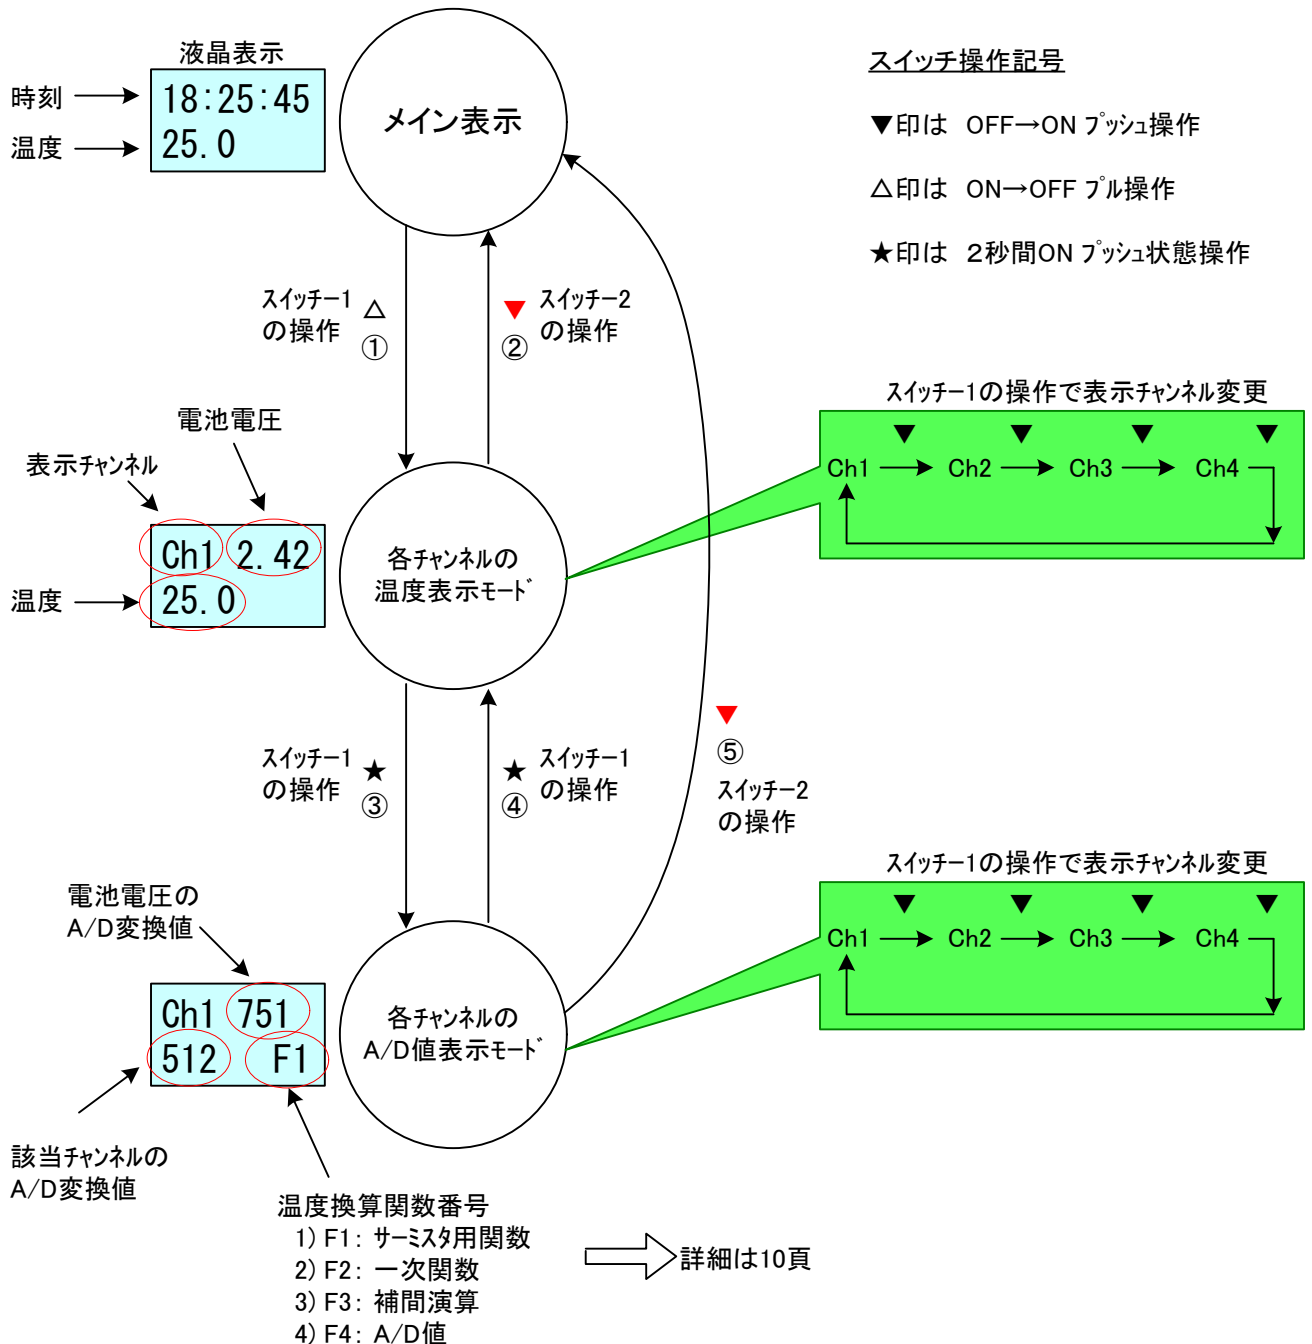 液晶表示
時刻
18:25:45
温度
25.0
メイン表示
スイッチ操作記号
▼印は OFF→ON プッシュ操作
△印は ON→OFF プル操作
★印は 2秒間ON プッシュ状態操作
スイッチー1
の操作
△
①
▼
②
スイッチー2
の操作
電池電圧
表示チャンネル
Ch1 2.42
温度
25.0
各チャンネルの
温度表示モード
スイッチー1の操作で表示チャンネル変更
▼ ▼ ▼ ▼
Ch1 Ch2 Ch3 Ch4
スイッチー1
の操作
★
③
★
④
スイッチー1
の操作
▼
⑤
スイッチー2
の操作
電池電圧の
A/D変換値
Ch1 751
512 F1
各チャンネルの
A/D値表示モード
スイッチー1の操作で表示チャンネル変更
▼ ▼ ▼ ▼
Ch1 Ch2 Ch3 Ch4
該当チャンネルの
A/D変換値
温度換算関数番号
1) F1: サーミスタ用関数
2) F2: 一次関数
3) F3: 補間演算
4) F4: A/D値
詳細は10頁